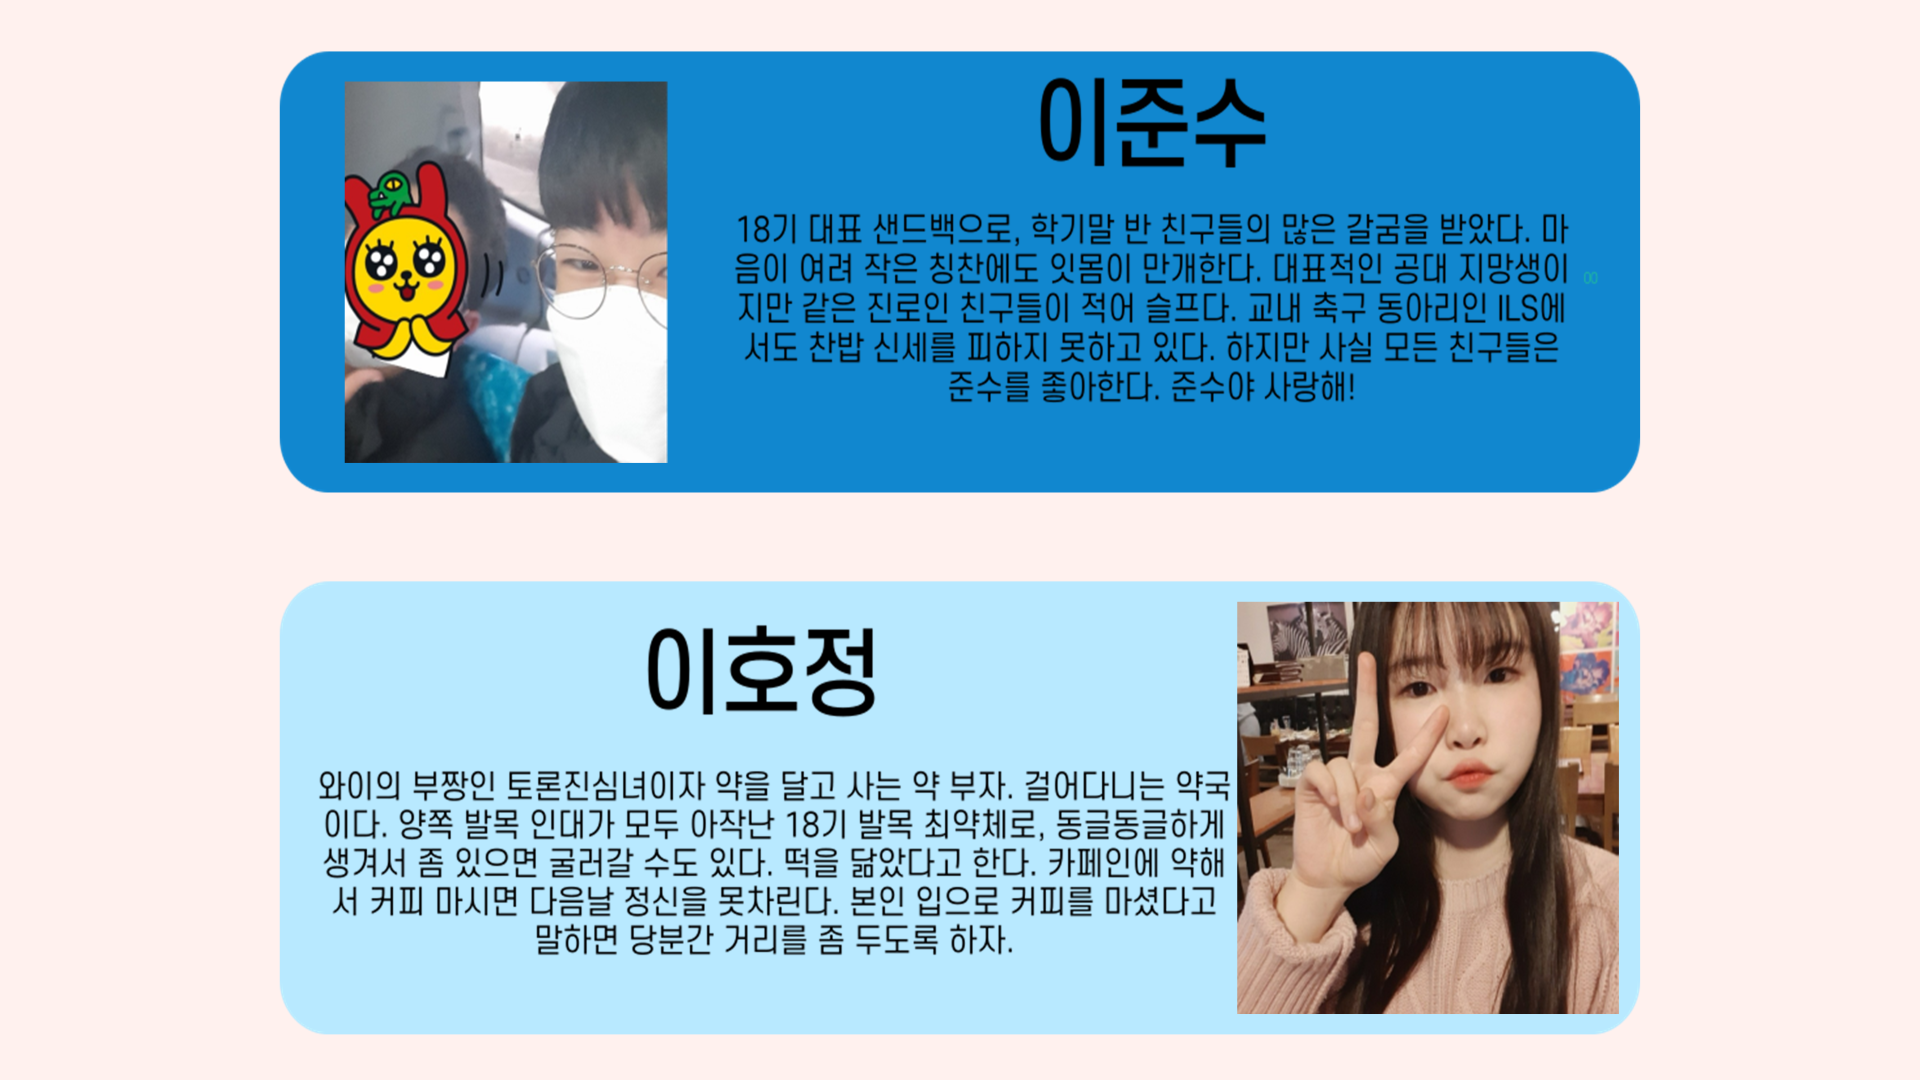 이준수
18기 대표 샌드백으로, 학기말 반 친구들의 많은 갈굼을 받았다. 마
음이 여려 작은 칭찬에도 잇몸이 만개한다. 대표적인 공대 지망생이
지만 같은 진로인 친구들이 적어 슬프다. 교내 축구 동아리인 ILS에
서도 찬밥 신세를 피하지 못하고 있다. 하지만 사실 모든 친구들은
준수를 좋아한다. 준수야 사랑해!
이호정
와이의 부짱인 토론진심녀이자 약을 달고 사는 약 부자. 걸어다니는 약국
이다. 양쪽 발목 인대가 모두 아작난 18기 발목 최약체로, 동글동글하게
생겨서 좀 있으면 굴러갈 수도 있다. 떡을 닮았다고 한다. 카페인에 약해
서 커피 마시면 다음날 정신을 못차린다. 본인 입으로 커피를 마셨다고
말하면 당분간 거리를 좀 두도록 하자.